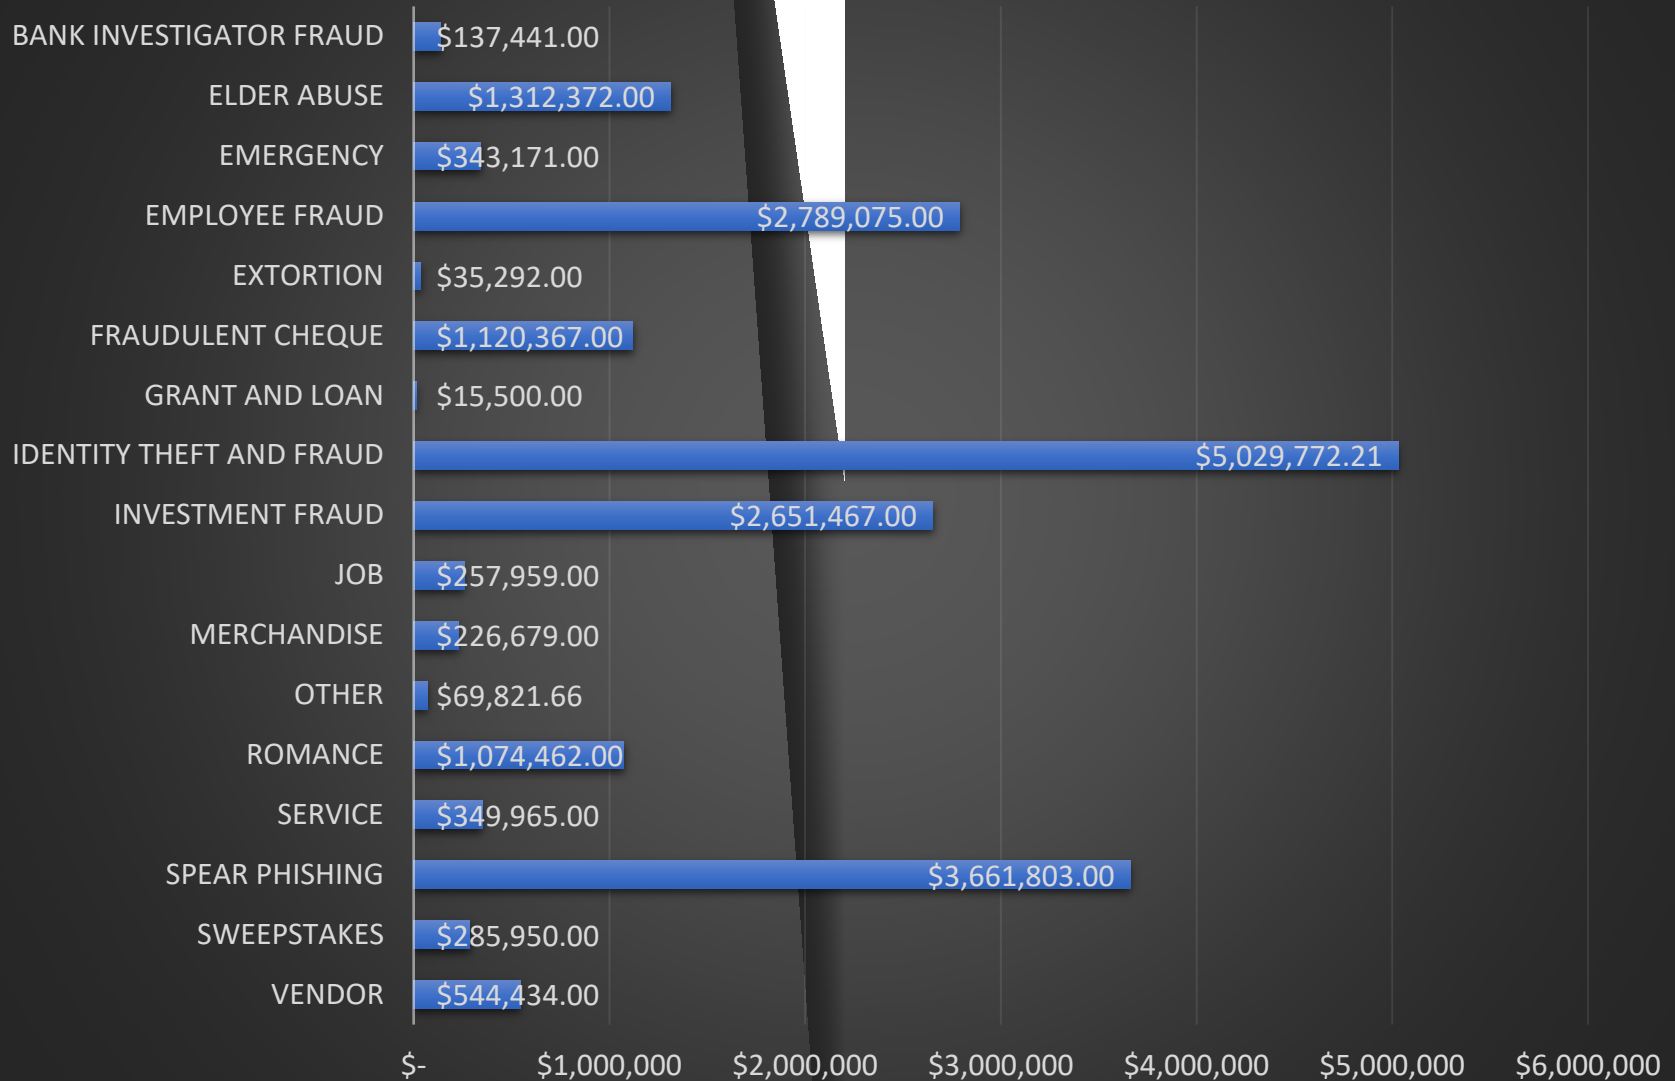 BANK INVESTIGATOR FRAUD $137,441.00
ELDER ABUSE $1,312,372.00
EMERGENCY $343,171.00
EMPLOYEE FRAUD $2,789,075.00
EXTORTION $35,292.00
FRAUDULENT CHEQUE $1,120,367.00
GRANT AND LOAN $15,500.00
IDENTITY THEFT AND FRAUD $5,029,772.21
INVESTMENT FRAUD $2,651,467.00
JOB $257,959.00
MERCHANDISE $226,679.00
OTHER $69,821.66
ROMANCE $1,074,462.00
SERVICE $349,965.00
SPEAR PHISHING $3,661,803.00
SWEEPSTAKES $285,950.00
VENDOR $544,434.00
$- $1,000,000 $2,000,000 $3,000,000 $4,000,000 $5,000,000 $6,000,000